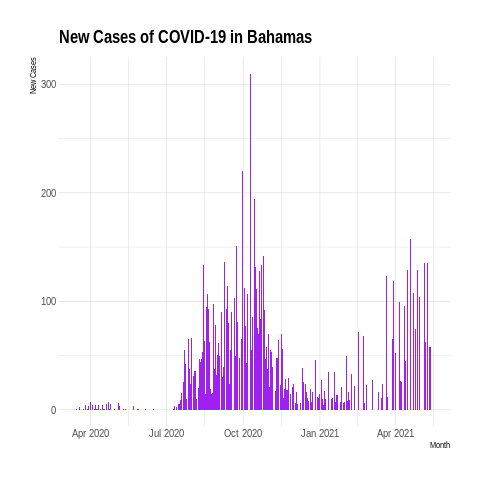 New Cases of COVID-19 in Bahamas
New Cases
300
200
100
0
Apr 2020 Jul 2020 Oct 2020 Jan 2021 Apr 2021
Month